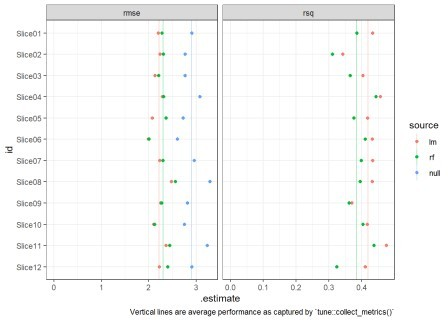 rmse
rsq
Slice01
Slice02
Slice03
Slice04
Slice05
Slice06
Slice07
Slice08
Slice09
Slice10
Slice11
Slice12
id
0 1 2 3
0.0 0.1 0.2 0.3 0.4
.estimate
source
lm
rf
null
Vertical lines are average performance as captured by `tune::collect_metrics()`